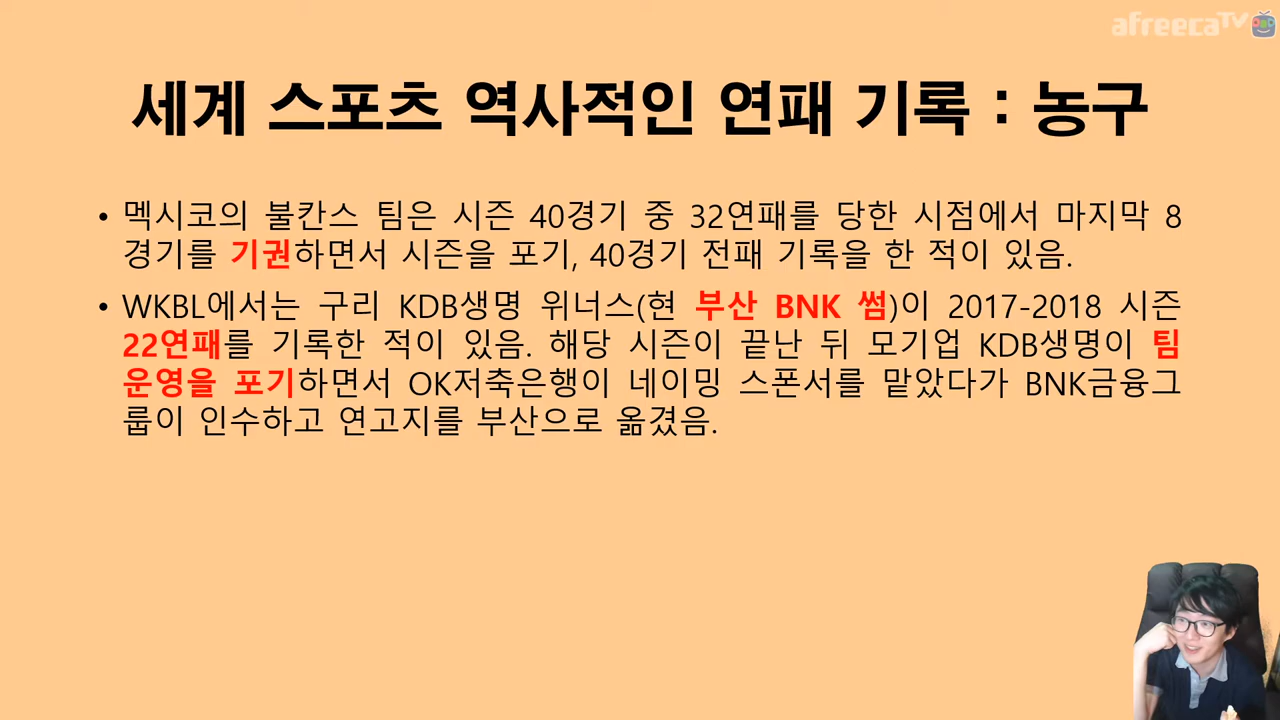 afreecaTV
세계 스포츠 역사적인 연패 기록 : 농구
• 멕시코의 불칸스 팀은 시즌 40경기 중 32연패를 당한 시점에서 마지막 8
경기를 기권하면서 시즌을 포기, 40경기 전패 기록을 한 적이 있음.
• WKBL에서는 구리 KDB생명 위너스(현 부산 BNK 썸)이 2017-2018 시즌
22연패를 기록한 적이 있음. 해당 시즌이 끝난 뒤 모기업 KDB생명이 팀
운영을 포기하면서 OK저축은행이 네이밍 스폰서를 맡았다가 BNK금융그
룹이 인수하고 연고지를 부산으로 옮겼음.